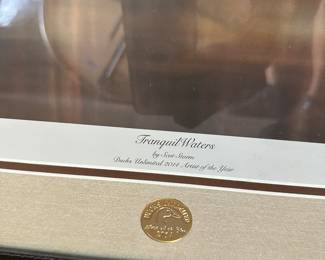 Tranquil Waters
by Scot Storm
Ducks Unlimited 2014 Artist of the Year